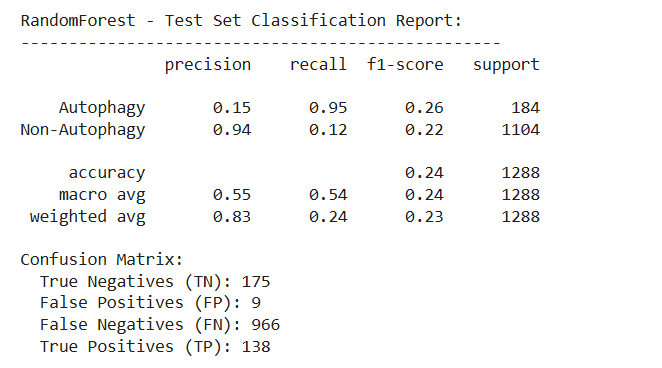 RandomForest - Test Set Classification Report:
--------------------------------------------------
precision recall f1-score support
Autophagy 0.15 0.95 0.26 184
Non-Autophagy 0.94 0.12 0.22 1104
accuracy 0.24 1288
macro avg 0.55 0.54 0.24 1288
weighted avg 0.83 0.24 0.23 1288
Confusion Matrix:
True Negatives (TN): 175
False Positives (FP): 9
False Negatives (FN): 966
True Positives (TP): 138